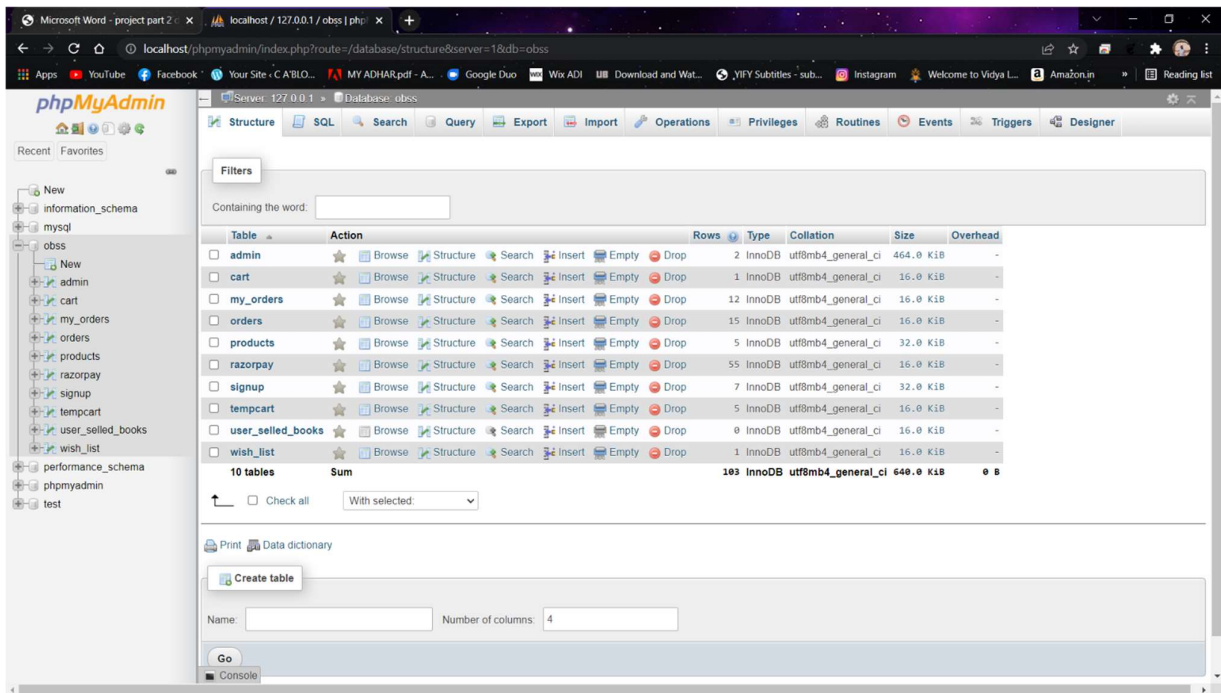 Microsoft Word - project part 2 d
localhost / 127.0.0.1 / obss | php
localhost/phpmyadmin/index.php?route=/database/structure&server=1&db=obss
Apps YouTube Facebook Your Site ‹ C A'BLO... MY ADHAR.pdf - A... Google Duo WIX Wix ADI Download and Wat... YIFY Subtitles - sub... Instagram Welcome to Vidya L... Amazon.in » Reading list
phpMyAdmin
Recent Favorites
New
information_schema
mysql
obss
New
admin
cart
my_orders
orders
products
razorpay
signup
tempcart
user_selled_books
wish_list
performance_schema
phpmyadmin
test
Server: 127.0.0.1 » Database: obss
Structure SQL Search Query Export Import Operations Privileges Routines Events Triggers Designer
Filters
Containing the word:
Table Action Rows Type Collation Size Overhead
admin Browse Structure Search Insert Empty Drop 2 InnoDB utf8mb4_general_ci 464.0 KiB -
cart Browse Structure Search Insert Empty Drop 1 InnoDB utf8mb4_general_ci 16.0 KiB -
my_orders Browse Structure Search Insert Empty Drop 12 InnoDB utf8mb4_general_ci 16.0 KiB -
orders Browse Structure Search Insert Empty Drop 15 InnoDB utf8mb4_general_ci 16.0 KiB -
products Browse Structure Search Insert Empty Drop 5 InnoDB utf8mb4_general_ci 32.0 KiB -
razorpay Browse Structure Search Insert Empty Drop 55 InnoDB utf8mb4_general_ci 16.0 KiB -
signup Browse Structure Search Insert Empty Drop 7 InnoDB utf8mb4_general_ci 32.0 KiB -
tempcart Browse Structure Search Insert Empty Drop 5 InnoDB utf8mb4_general_ci 16.0 KiB -
user_selled_books Browse Structure Search Insert Empty Drop 0 InnoDB utf8mb4_general_ci 16.0 KiB -
wish_list Browse Structure Search Insert Empty Drop 1 InnoDB utf8mb4_general_ci 16.0 KiB -
10 tables Sum 103 InnoDB utf8mb4_general_ci 640.0 KiB 0 B
Check all With selected:
Print Data dictionary
Create table
Name: Number of columns: 4
Go
Console